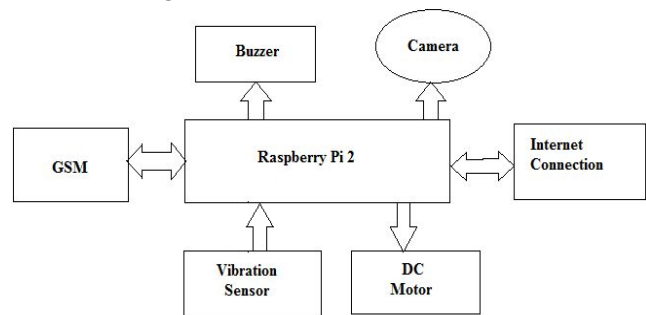 Buzzer
Camera
GSM
Raspberry Pi 2
Internet
Connection
Vibration
Sensor
DC
Motor